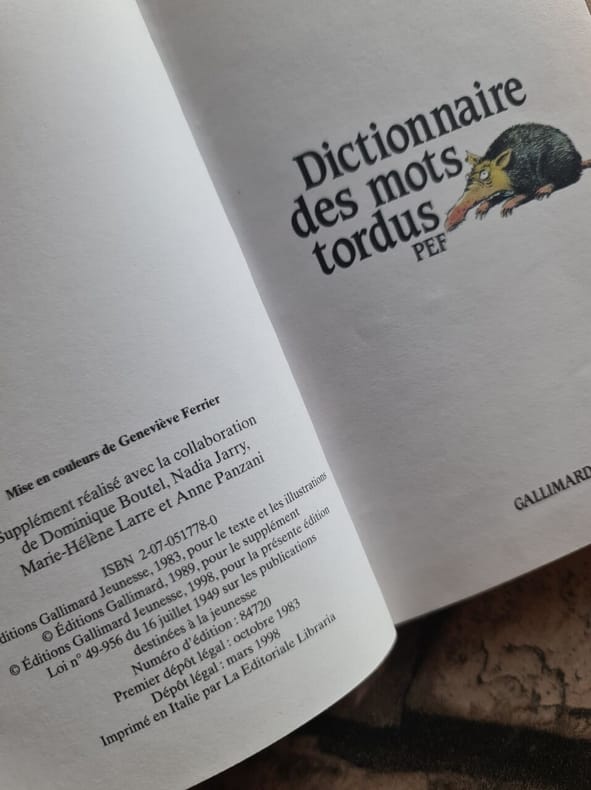 Mise en couleurs de Geneviève Ferrier
Supplément réalisé avec la collaboration
de Dominique Boutel, Nadia Jarry,
Marie-Hélène Larre et Anne Panzani
ISBN 2-07-051778-0
ditions Gallimard Jeunesse, 1983, pour le texte et les illustrations
© Éditions Gallimard, 1989, pour le supplément
© Éditions Gallimard Jeunesse, 1998, pour la présente édition
Loi n° 49-956 du 16 juillet 1949 sur les publications
destinées à la jeunesse
Numéro d'édition : 84720
Premier dépôt légal : octobre 1983
Dépôt légal : mars 1998
Imprimé en Italie par La Editoriale Libraria
Dictionnaire
des mots
tordus
PEF
GALLIMARD